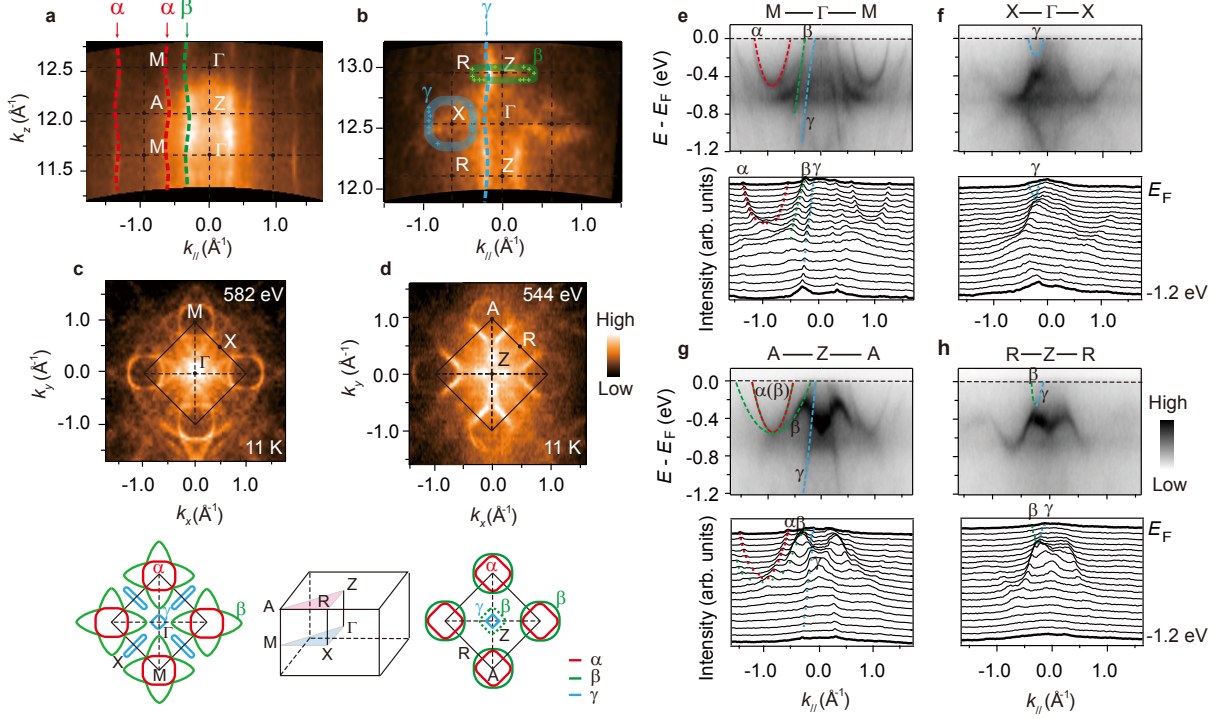 a
α
α
β
M
Γ
A
Z
M
Γ
12.5
12.0
11.5
k_z (Å⁻¹)
-1.0
0.0
1.0
k_// (Å⁻¹)
b
γ
R
Z
β
γ
X
Γ
R
Z
13.0
12.5
12.0
-1.0
0.0
1.0
k_// (Å⁻¹)
c
582 eV
M
X
Γ
11 K
1.0
0.0
-1.0
k_y (Å⁻¹)
-1.0
0.0
1.0
k_x (Å⁻¹)
d
544 eV
A
R
Z
11 K
1.0
0.0
-1.0
k_y (Å⁻¹)
-1.0
0.0
1.0
k_x (Å⁻¹)
High
Low
α
β
γ
Γ
X
M
Z
A
R
Γ
M
X
α
β
γ
β
Z
R
A
α
β
γ
e
M — Γ — M
α
β
γ
0.0
-0.4
-0.8
-1.2
E - E_F (eV)
α
β γ
Intensity (arb. units)
-1.0
0.0
1.0
f
X — Γ — X
γ
γ
E_F
-1.2 eV
-1.0
0.0
1.0
g
A — Z — A
β
α(β)
β
γ
0.0
-0.4
-0.8
-1.2
E - E_F (eV)
αβ
γ
Intensity (arb. units)
-1.0
0.0
1.0
k_// (Å⁻¹)
h
R — Z — R
β
γ
High
Low
β
γ
E_F
-1.2 eV
-1.0
0.0
1.0
k_// (Å⁻¹)